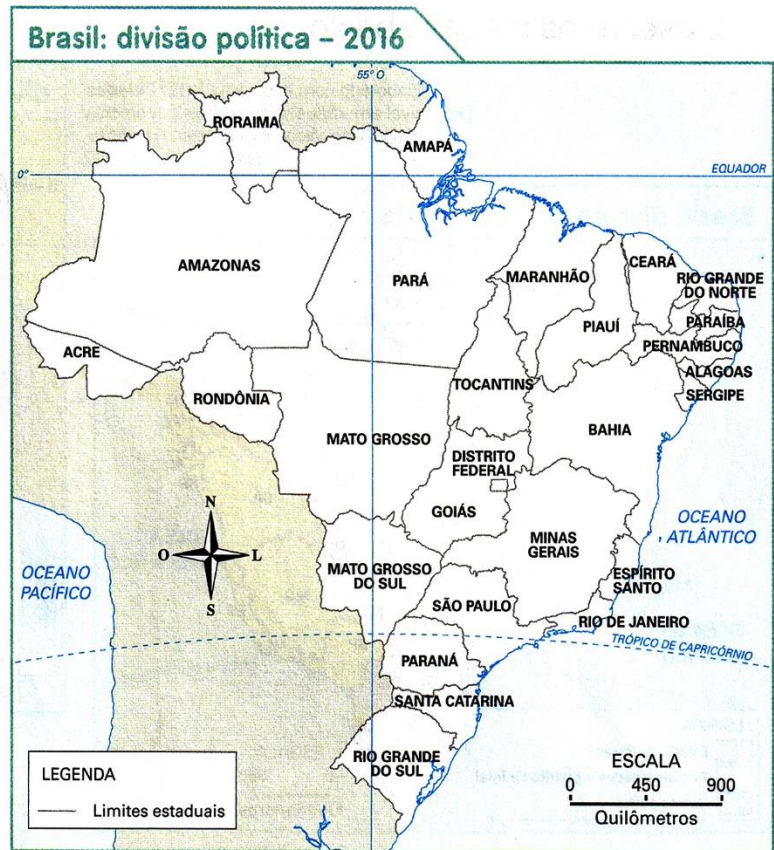 Brasil: divisão política – 2016
55° O
RORAIMA
AMAPÁ
0°
EQUADOR
AMAZONAS
PARÁ
MARANHÃO
CEARÁ
RIO GRANDE
DO NORTE
PIAUÍ
PARAÍBA
PERNAMBUCO
ACRE
RONDÔNIA
TOCANTINS
ALAGOAS
SERGIPE
MATO GROSSO
BAHIA
DISTRITO
FEDERAL
GOIÁS
MINAS
GERAIS
OCEANO
ATLÂNTICO
N
O
L
S
OCEANO
PACÍFICO
MATO GROSSO
DO SUL
ESPÍRITO
SANTO
SÃO PAULO
RIO DE JANEIRO
TRÓPICO DE CAPRICÓRNIO
PARANÁ
SANTA CATARINA
RIO GRANDE
DO SUL
LEGENDA
Limites estaduais
ESCALA
0 450 900
Quilômetros